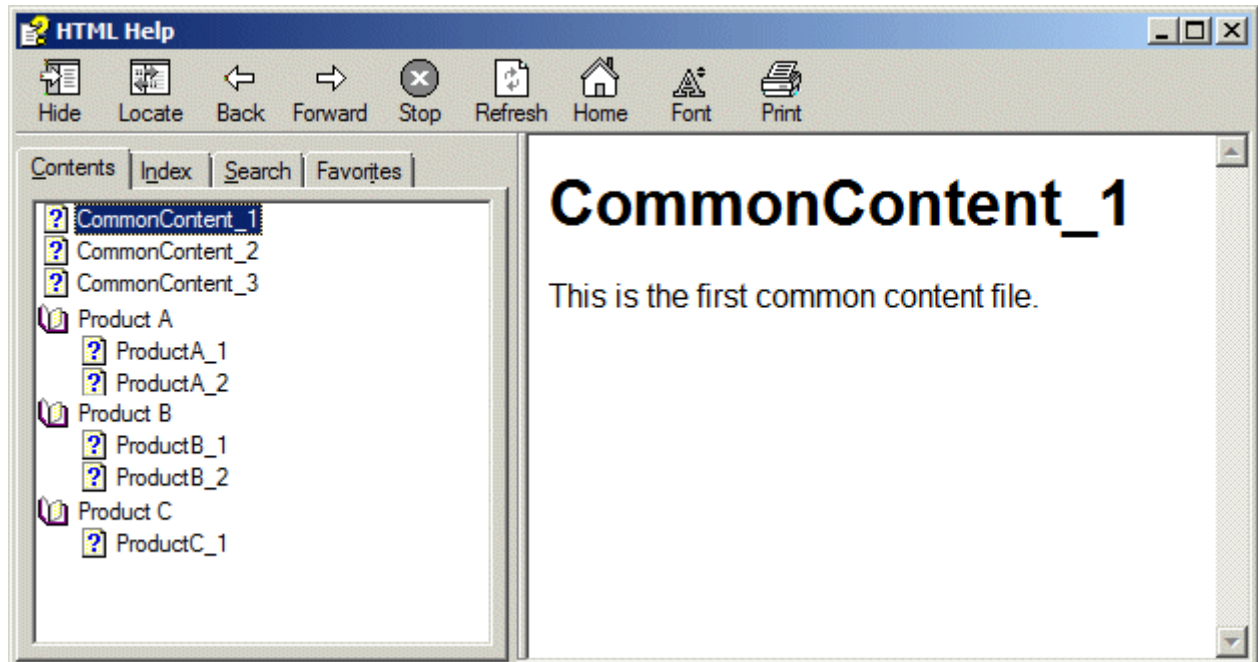 HTML Help
Hide Locate Back Forward Stop Refresh Home Font Print
Contents Index Search Favorites
CommonContent_1
CommonContent_2
CommonContent_3
Product A
ProductA_1
ProductA_2
Product B
ProductB_1
ProductB_2
Product C
ProductC_1
CommonContent_1
This is the first common content file.